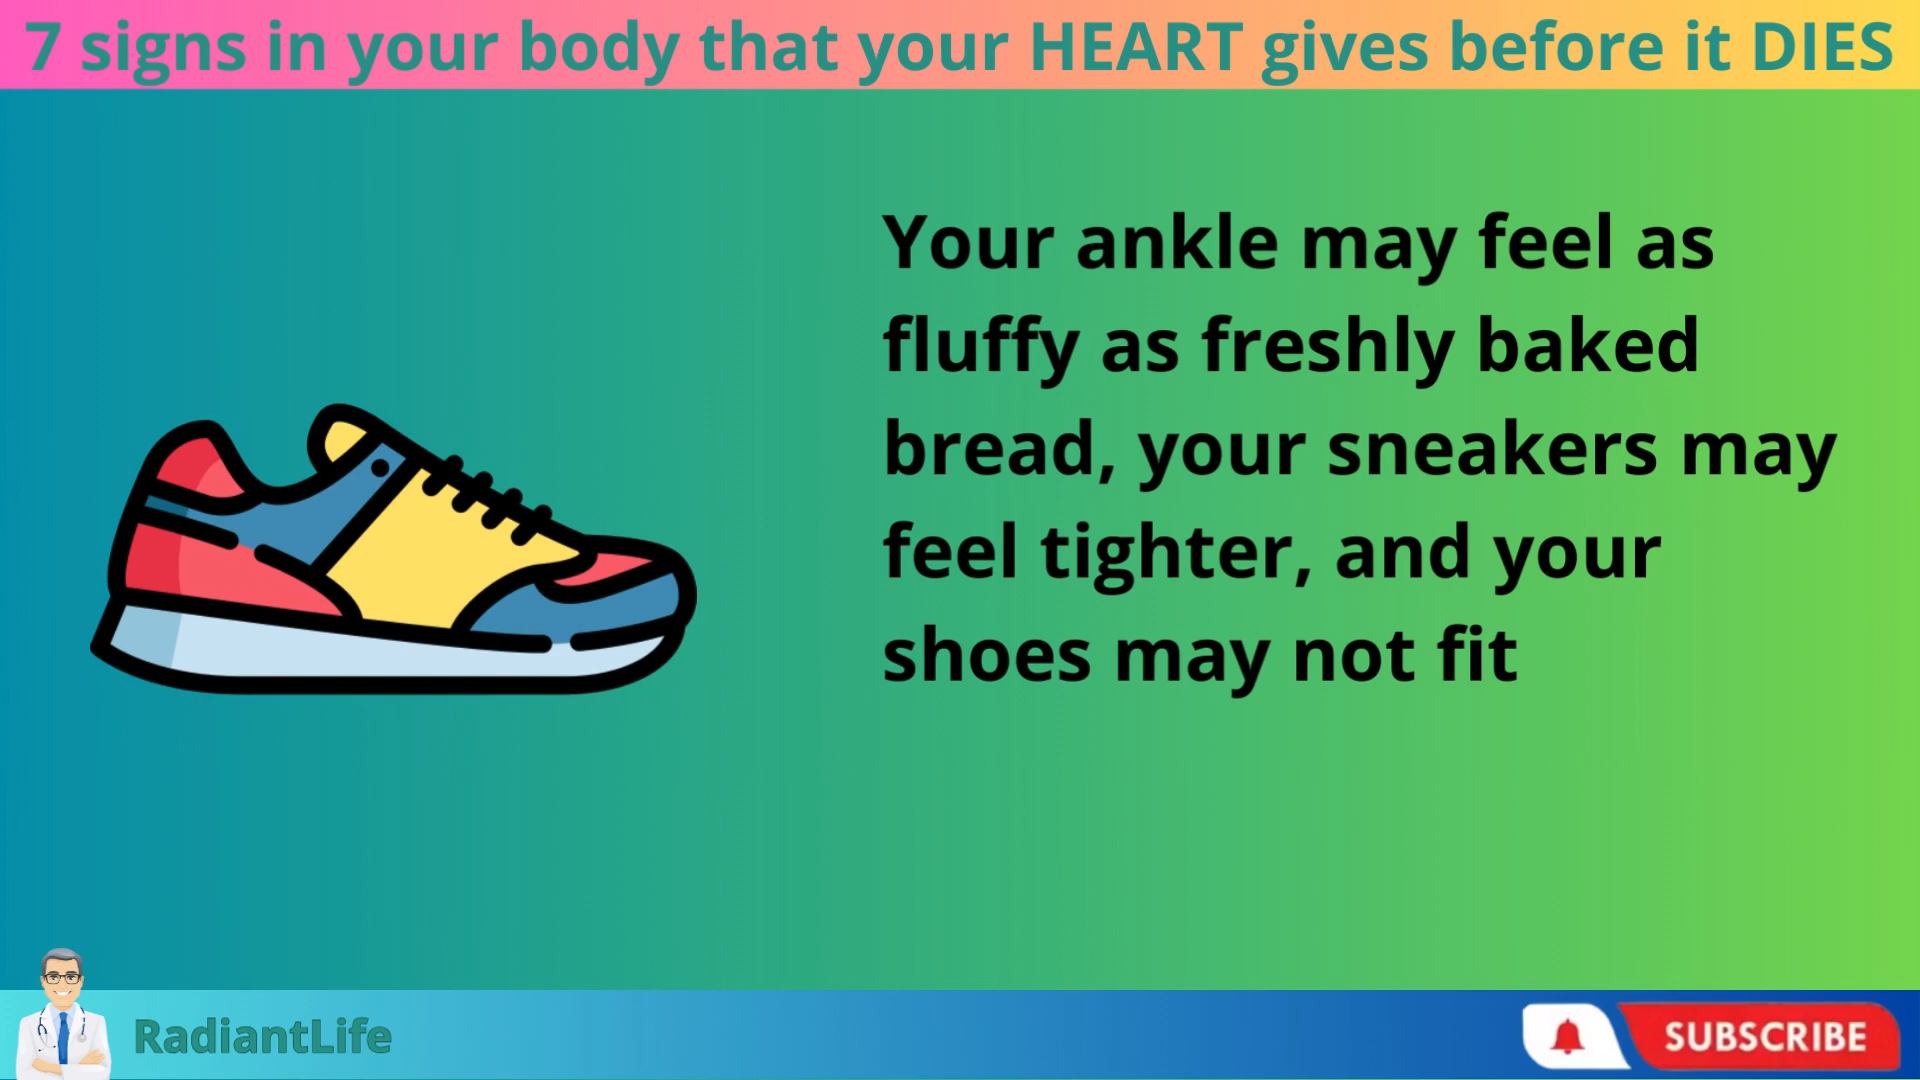 7 signs in your body that your HEART gives before it DIES
Your ankle may feel as
fluffy as freshly baked
bread, your sneakers may
feel tighter, and your
shoes may not fit
RadiantLife
SUBSCRIBE